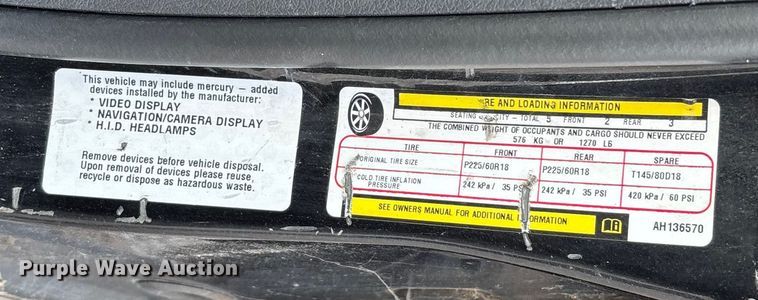 This vehicle may include mercury – added
devices installed by the manufacturer:
• VIDEO DISPLAY
• NAVIGATION/CAMERA DISPLAY
• H.I.D. HEADLAMPS
Remove devices before vehicle disposal.
Upon removal of devices please reuse,
recycle or dispose as hazardous waste.
AND LOADING INFORMATION
SEATING - TOTAL 5 FRONT 2 REAR 3
THE COMBINED WEIGHT OF OCCUPANTS AND CARGO SHOULD NEVER EXCEED
576 KG OR 1270 LB
TIRE FRONT REAR SPARE
ORIGINAL TIRE SIZE P225/60R18 P225/60R18 T145/80D18
COLD TIRE INFLATION PRESSURE 242 kPa / 35 PSI 242 kPa / 35 PSI 420 kPa / 60 PSI
SEE OWNERS MANUAL FOR ADDITIONAL INFORMATION
AH136570
Purple Wave Auction